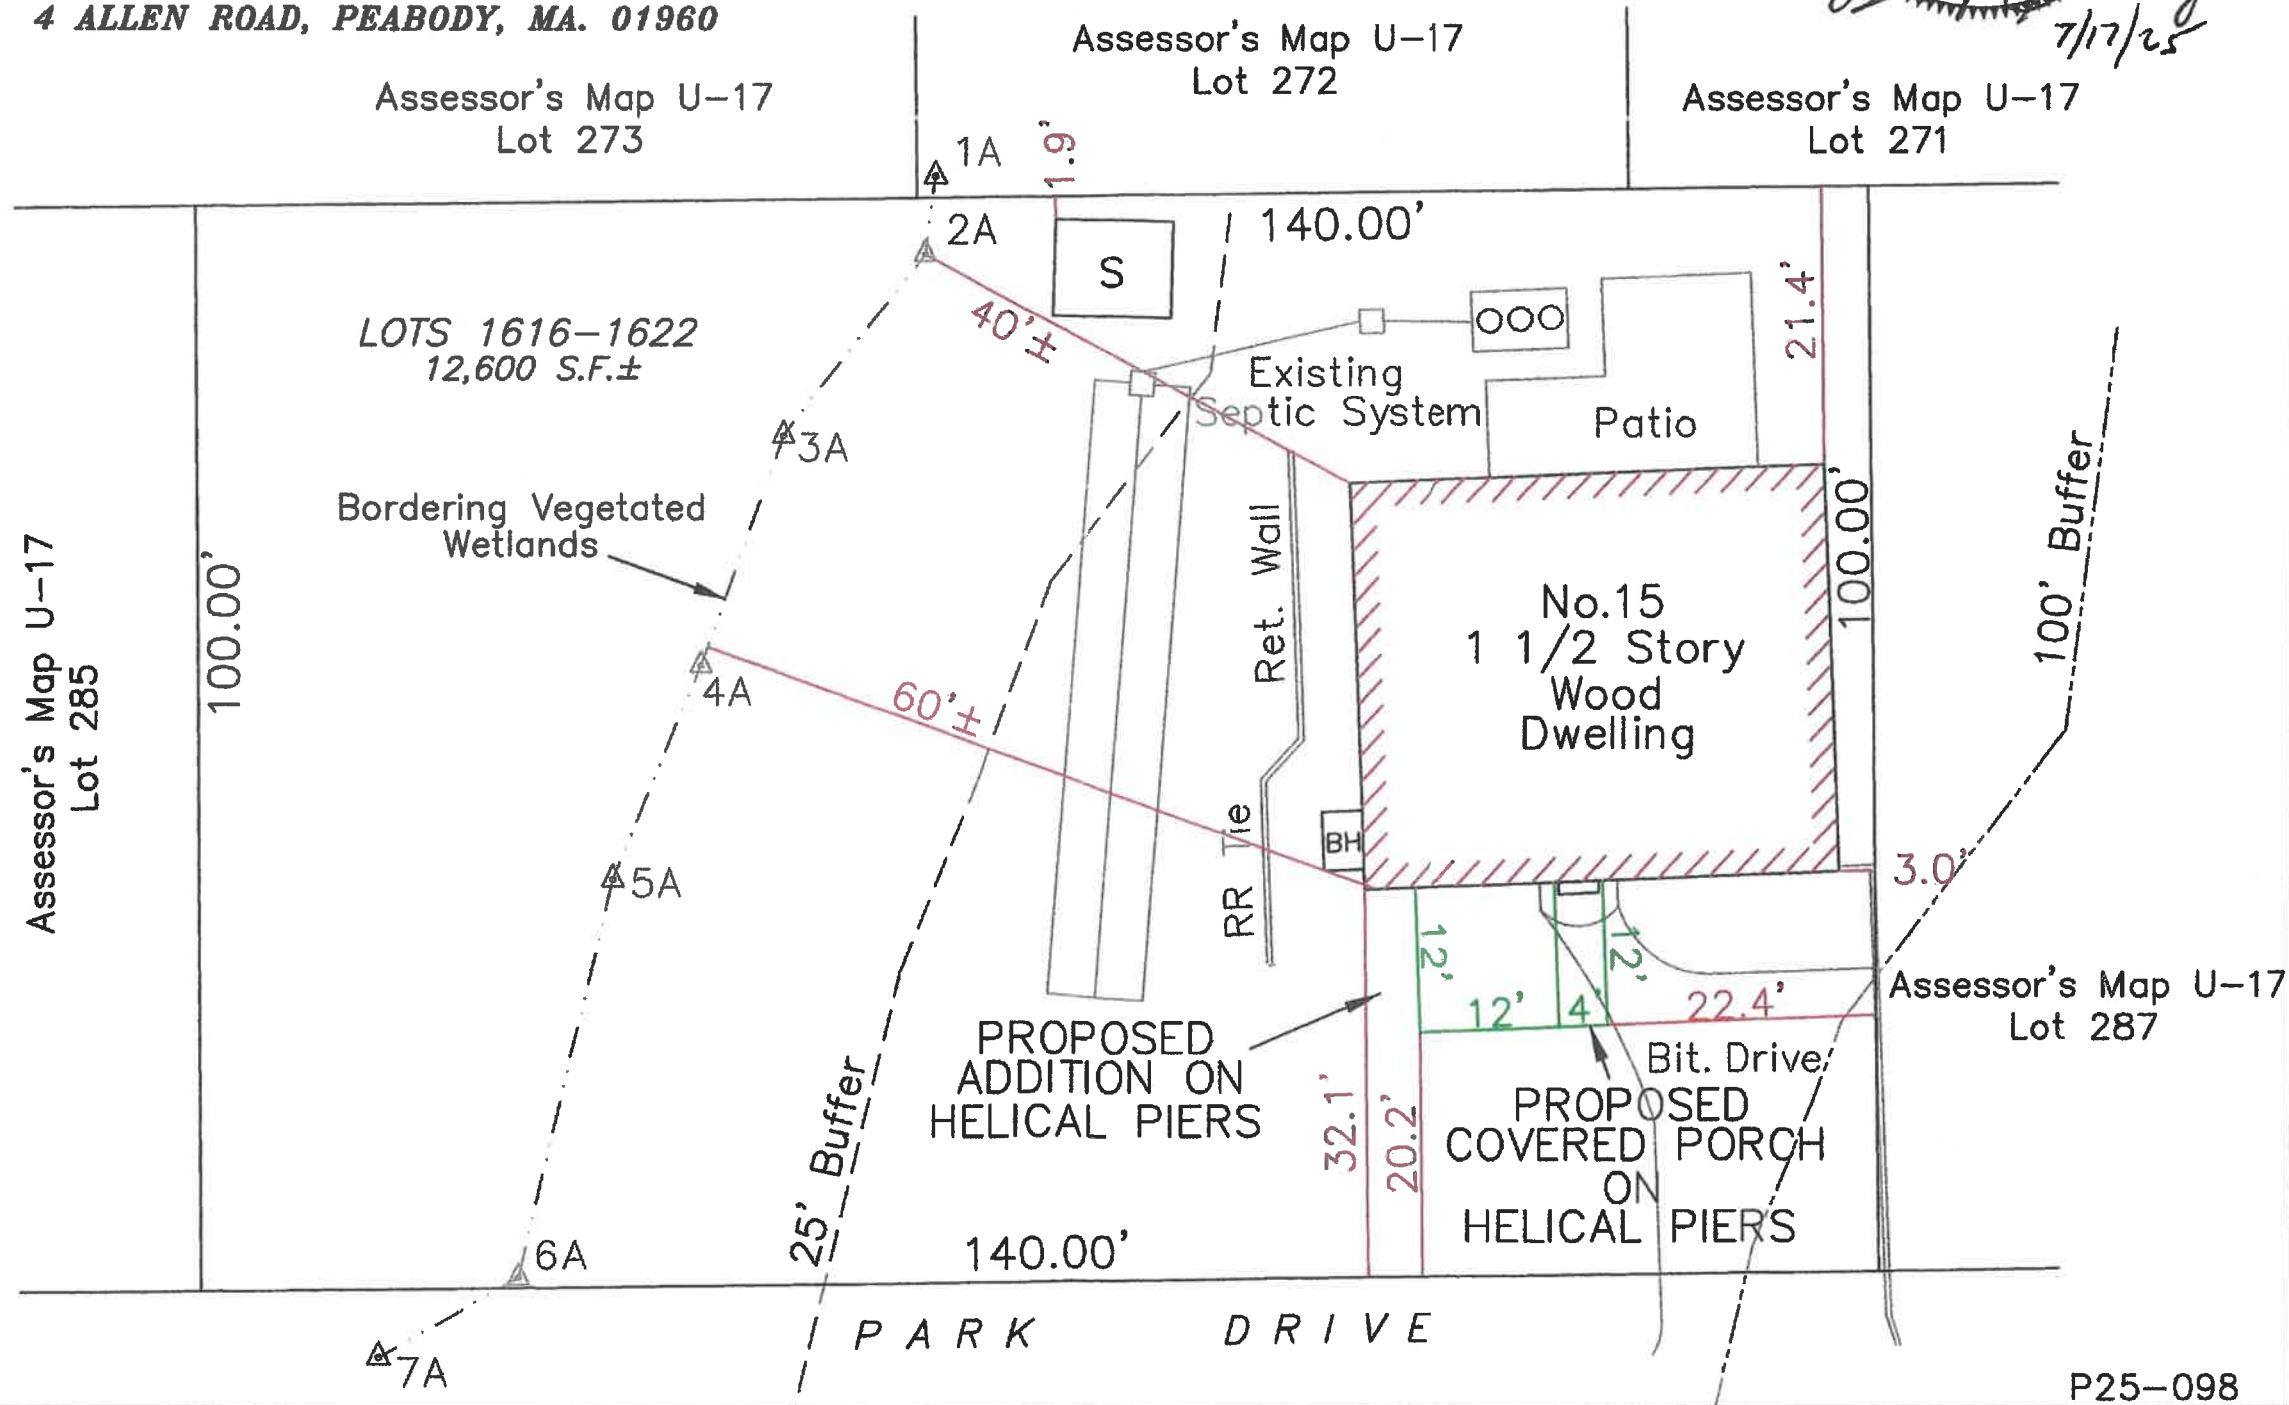 4 ALLEN ROAD, PEABODY, MA. 01960
7/17/25
Assessor's Map U-17
Lot 273
Assessor's Map U-17
Lot 272
Assessor's Map U-17
Lot 271
1A
1.9'
2A
140.00'
S
40'±
21.4'
LOTS 1616-1622
12,600 S.F.±
OOO
Existing
Septic System
Patio
3A
Bordering Vegetated
Wetlands
Assessor's Map U-17
Lot 285
100.00'
4A
60'±
RR Tie Ret. Wall
No.15
1 1/2 Story
Wood
Dwelling
100.00'
100' Buffer
BH
3.0'
5A
12'
12'
12'
4'
22.4'
Assessor's Map U-17
Lot 287
PROPOSED
ADDITION ON
HELICAL PIERS
Bit. Drive
PROPOSED
COVERED PORCH
ON
HELICAL PIERS
32.1'
20.2'
25' Buffer
6A
140.00'
PARK DRIVE
7A
P25-098